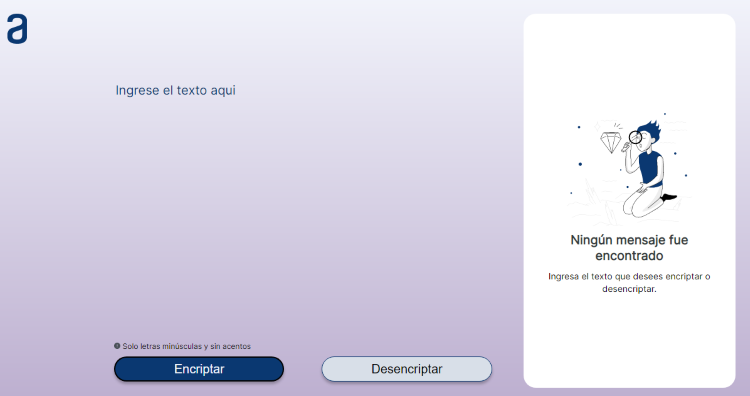 a
Ingrese el texto aqui
Solo letras minúsculas y sin acentos
Encriptar
Desencriptar
Ningún mensaje fue
encontrado
Ingresa el texto que desees encriptar o
desencriptar.